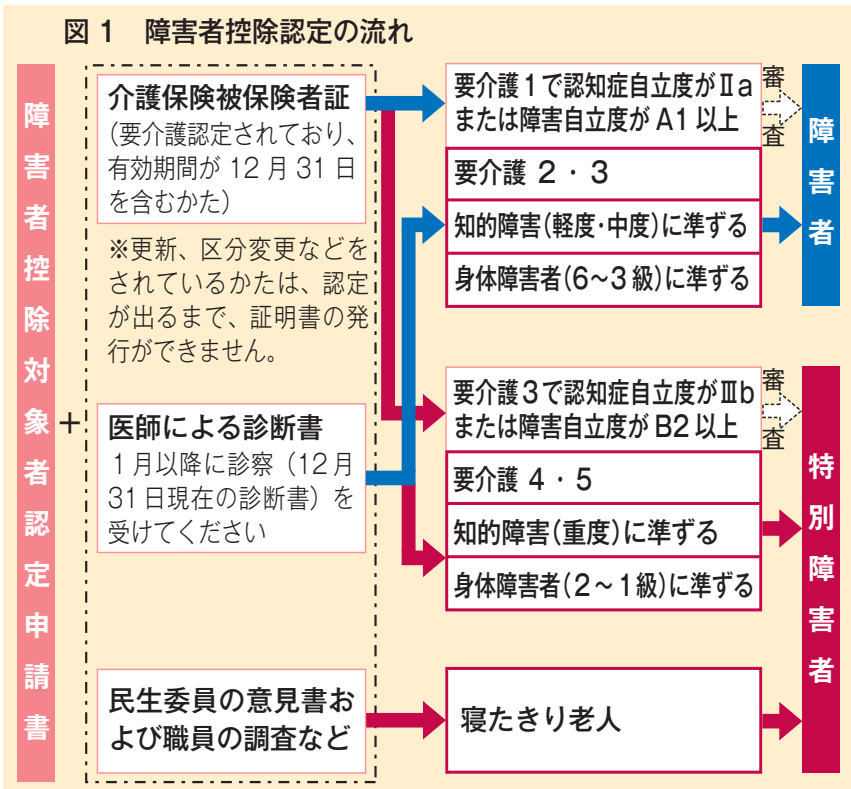 図1 障害者控除認定の流れ
障害者控除対象者認定申請書
+
介護保険被保険者証
(要介護認定されており、
有効期間が 12 月 31 日
を含むかた)
※更新、区分変更などを
されているかたは、認定
が出るまで、証明書の発
行ができません。
医師による診断書
1月以降に診察(12月
31日現在の診断書)を
受けてください
民生委員の意見書お
よび職員の調査など
要介護1で認知症自立度がⅡa
または障害自立度が A1 以上
審査
要介護 2・3
知的障害(軽度・中度)に準ずる
身体障害者(6~3級)に準ずる
障害者
要介護3で認知症自立度がⅢb
または障害自立度が B2 以上
審査
要介護 4・5
知的障害(重度)に準ずる
身体障害者(2~1級)に準ずる
寝たきり老人
特別障害者